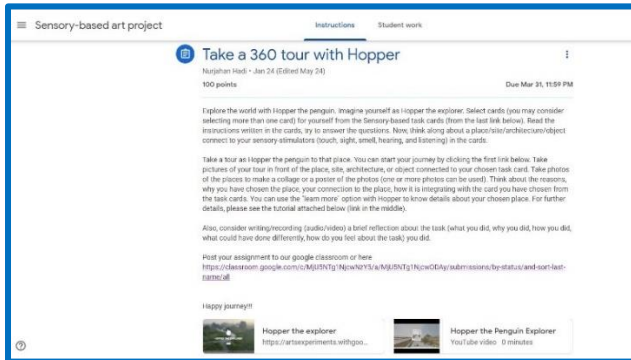 Sensory-based art project
Instructions
Student work
Take a 360 tour with Hopper
Nurjahan Hadi • Jan 24 (Edited May 24)
100 points
Due Mar 31, 11:59 PM
Explore the world with Hopper the penguin. Imagine yourself as Hopper the explorer. Select cards (you may consider
selecting more than one card) for yourself from the Sensory-based task cards (from the last link below). Read the
instructions written in the cards, try to answer the questions. Now, think along about a place/site/architecture/object
connect to your sensory-stimulators (touch, sight, smell, hearing, and listening) in the cards.
Take a tour as Hopper the penguin to that place. You can start your journey by clicking the first link below. Take
pictures of your tour in front of the place, site, architecture, or object connected to your chosen task card. Take photos
of the places to make a collage or a poster of the photos (one or more photos can be used). Think about the reasons,
why you have chosen the place, your connection to the place, how it is integrating with the card you have chosen from
the task cards. You can use the "learn more" option with Hopper to know details about your chosen place. For further
details, please see the tutorial attached below (link in the middle).
Also, consider writing/recording (audio/video) a brief reflection about the task (what you did, why you did, how you did,
what could have done differently, how do you feel about the task) you did.
Post your assignment to our google classroom or here
name/all
Happy journey!!!
Hopper the explorer
https://artsexperiments.withgoo...
Hopper the Penguin Explorer
YouTube video 0 minutes